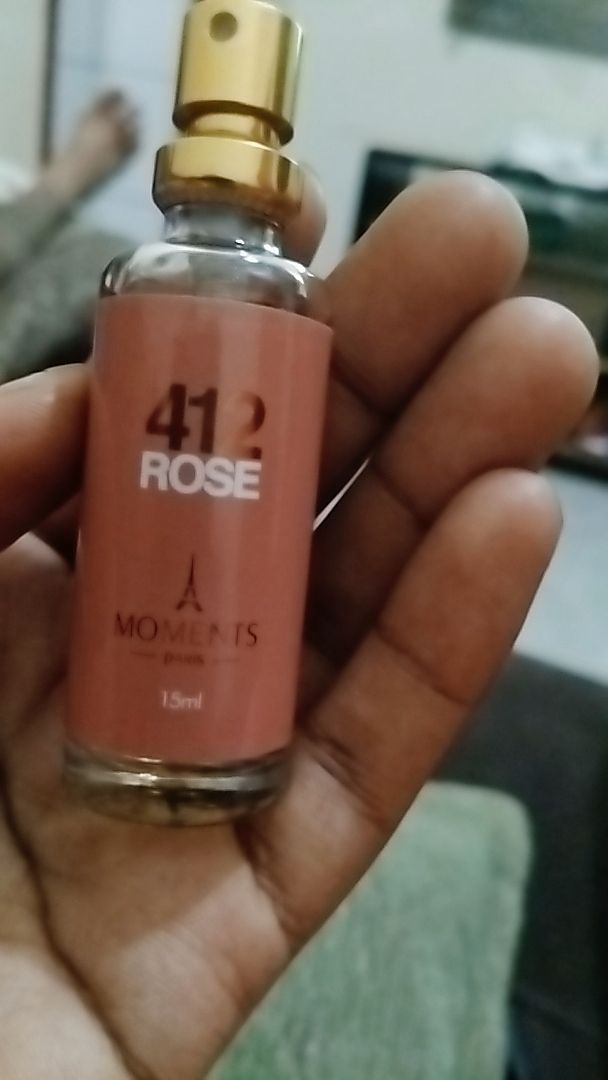 412
ROSE
MOMENTS
PARIS
15ml